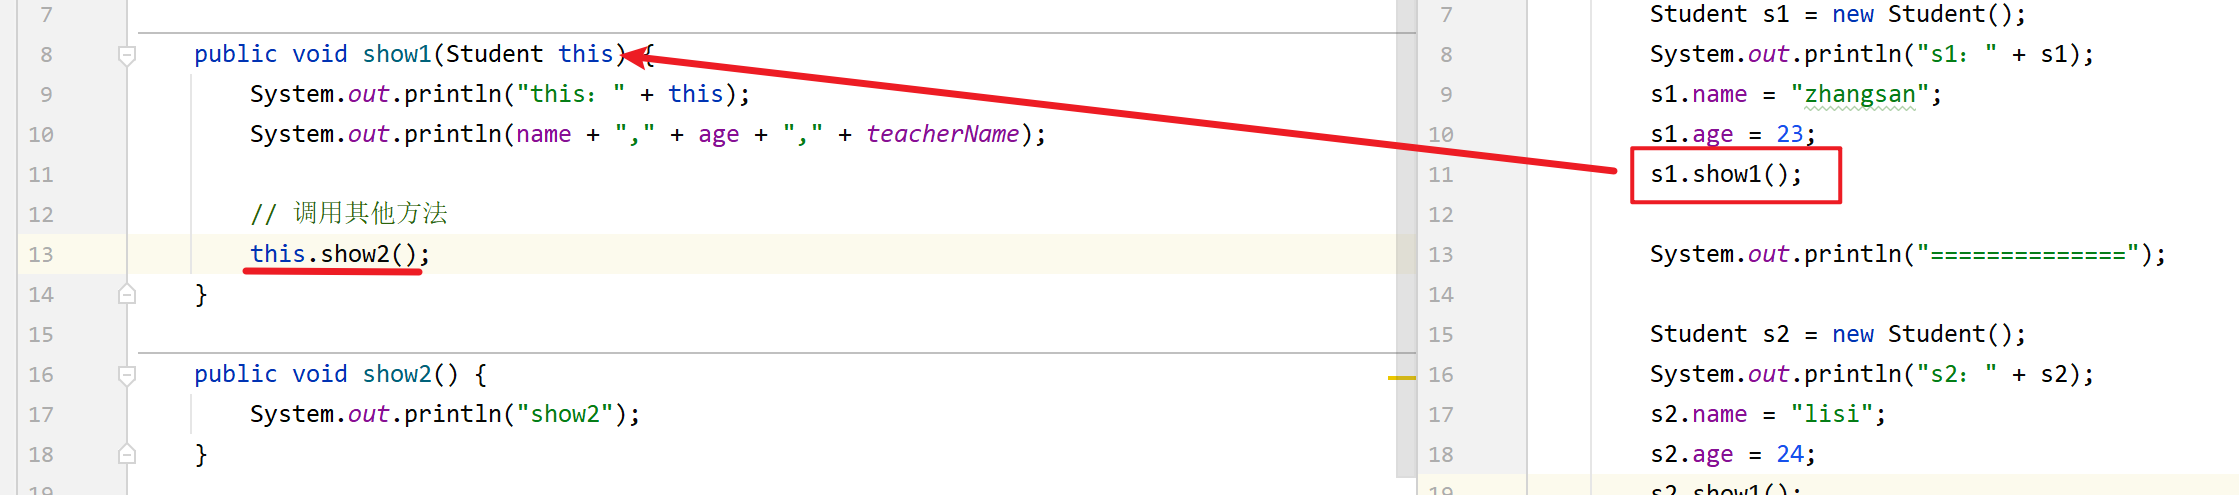 7
8 public void show1(Student this) {
9 System.out.println("this：" + this);
10 System.out.println(name + "," + age + "," + teacherName);
11
12 // 调用其他方法
13 this.show2();
14 }
15
16 public void show2() {
17 System.out.println("show2");
18 }
19
7 Student s1 = new Student();
8 System.out.println("s1：" + s1);
9 s1.name = "zhangsan";
10 s1.age = 23;
11 s1.show1();
12
13 System.out.println("==============");
14
15 Student s2 = new Student();
16 System.out.println("s2：" + s2);
17 s2.name = "lisi";
18 s2.age = 24;
19 s2.show1();